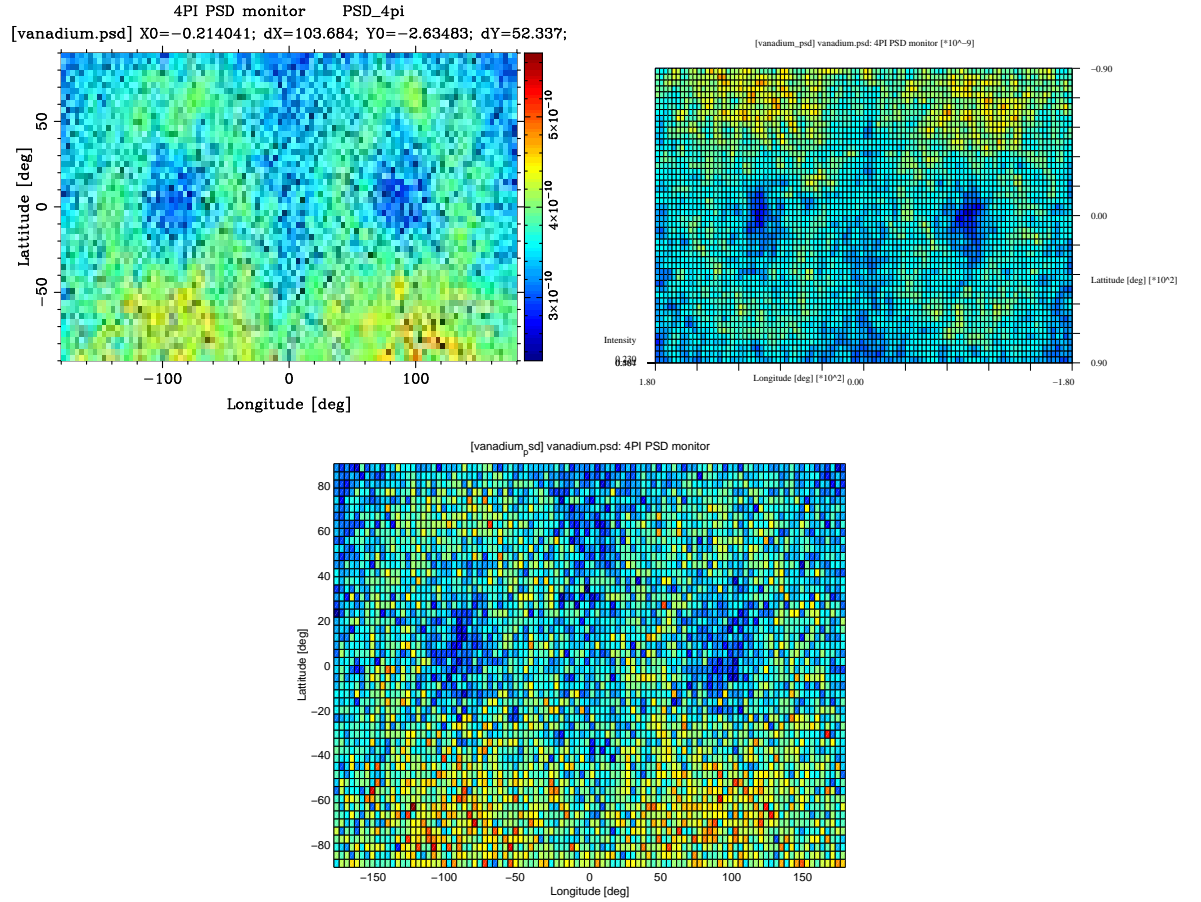 4PI PSD monitor PSD_4pi
[vanadium.psd] X0=−0.214041; dX=103.684; Y0=−2.63483; dY=52.337;
50
0
−50
Lattitude [deg]
−100
0
100
Longitude [deg]
5×10⁻¹⁰
4×10⁻¹⁰
3×10⁻¹⁰
[vanadium_psd] vanadium.psd: 4PI PSD monitor [*10^−9]
−0.90
0.00
Lattitude [deg] [*10^2]
0.90
Intensity
0.230
Longitude [deg] [*10^2]
1.80
0.00
−1.80
[vanadium_psd] vanadium.psd: 4PI PSD monitor
80
60
40
20
0
−20
−40
−60
−80
Lattitude [deg]
−150
−100
−50
0
50
100
150
Longitude [deg]